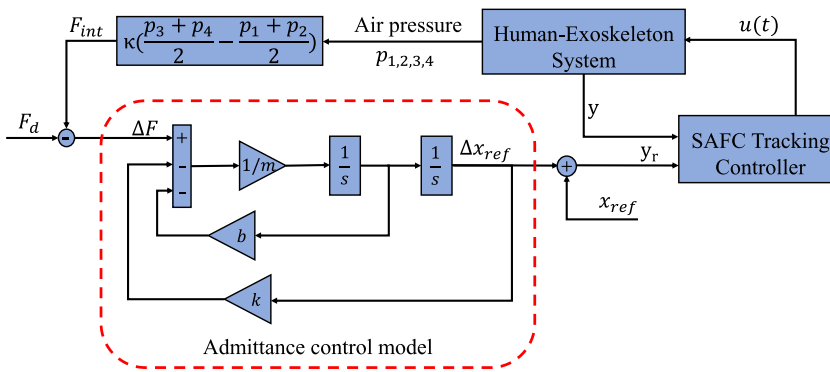 F_int
κ(p_3 + p_4 / 2 − p_1 + p_2 / 2)
Air pressure
p_1,2,3,4
Human-Exoskeleton
System
u(t)
y
F_d
-
ΔF
+
-
-
1/m
1/s
1/s
Δx_ref
+
y_r
SAFC Tracking
Controller
x_ref
b
k
Admittance control model